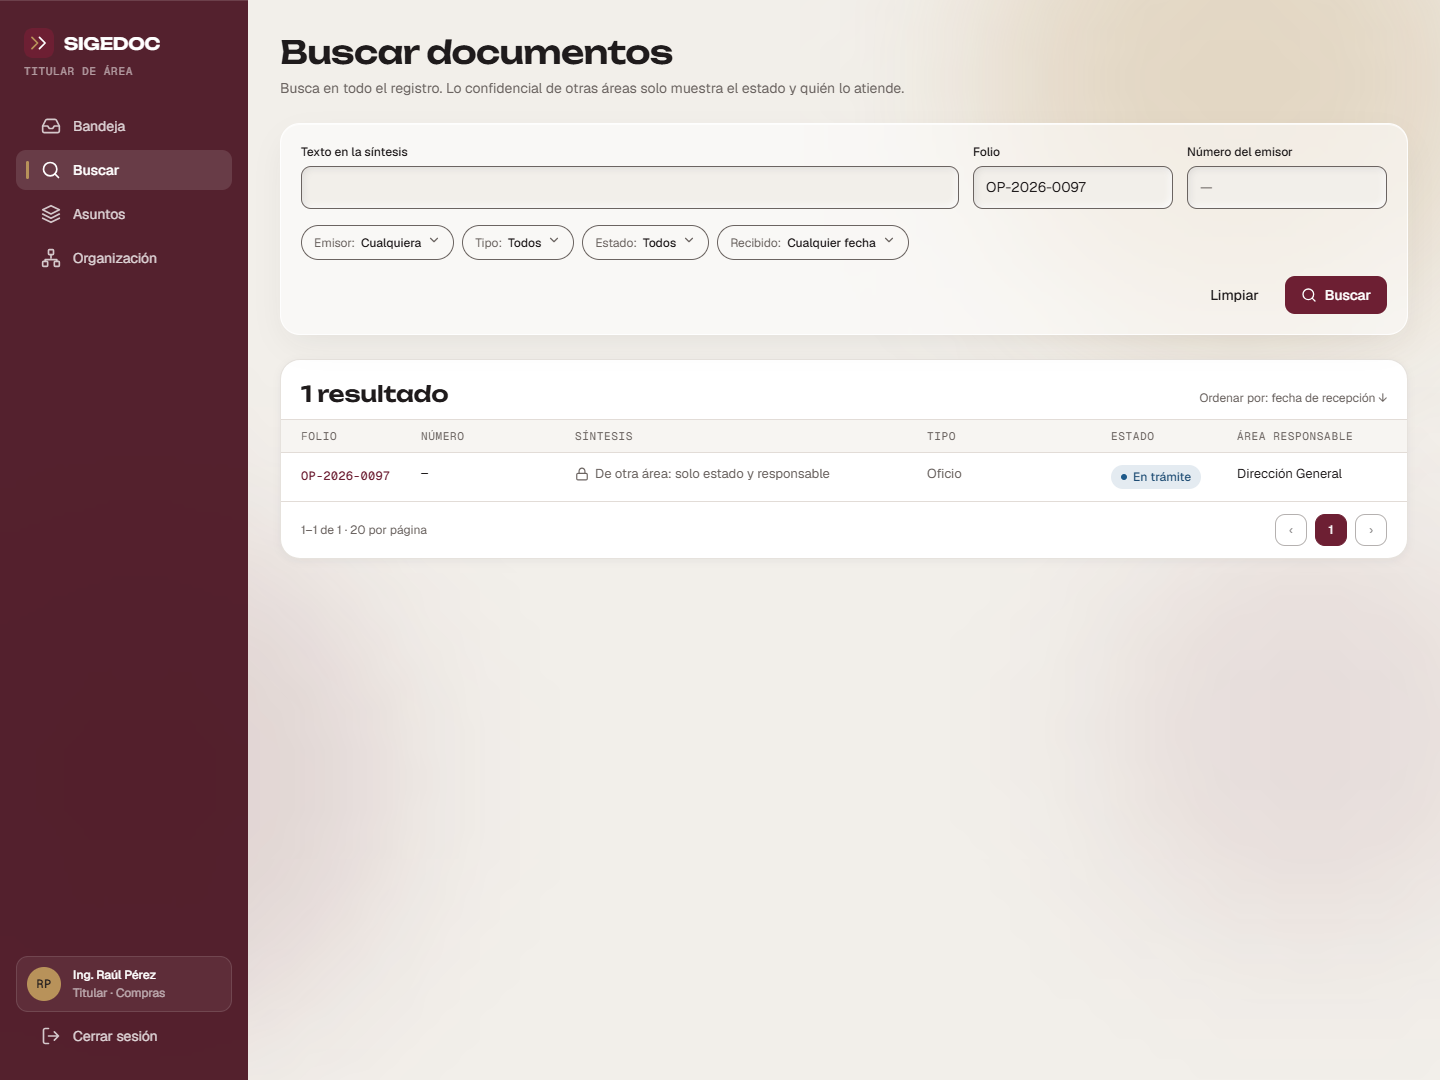 SIGEDOC
TITULAR DE ÁREA
Bandeja
Buscar
Asuntos
Organización
Ing. Raúl Pérez
RP
Titular · Compras
Cerrar sesión
Buscar documentos
Busca en todo el registro. Lo confidencial de otras áreas solo muestra el estado y quién lo atiende.
Texto en la síntesis Folio Número del emisor
OP-2026-0097 —
Emisor: Cualquiera Tipo: Todos Estado: Todos Recibido: Cualquier fecha
Limpiar Buscar
1 resultado
Ordenar por: fecha de recepción ↓
FOLIO NÚMERO SÍNTESIS TIPO ESTADO ÁREA RESPONSABLE
OP-2026-0097 – De otra área: solo estado y responsable Oficio En trámite Dirección General
1–1 de 1 · 20 por página ‹ 1 ›